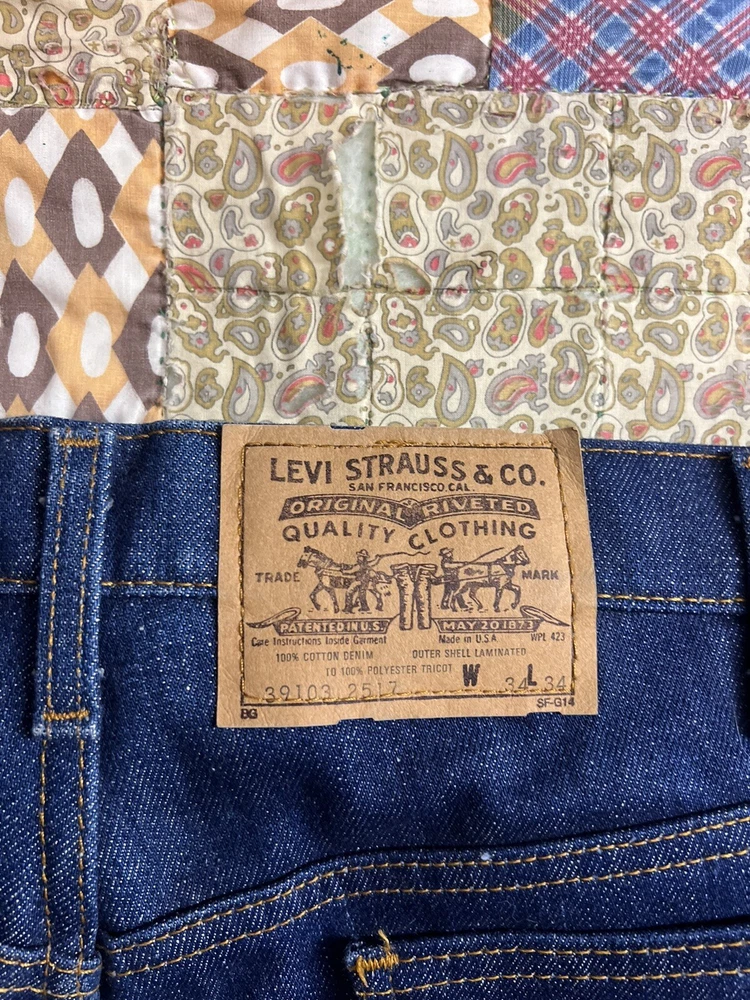 LEVI STRAUSS & CO.
SAN FRANCISCO, CAL.
ORIGINAL RIVETED
QUALITY CLOTHING
TRADE MARK
PATENTED IN U.S. MAY 20 1873
Care Instructions Inside Garment Made in U.S.A WPL 423
100% COTTON DENIM OUTER SHELL LAMINATED
TO 100% POLYESTER TRICOT
39103 2517 W 34 L 34
BG SF-G14